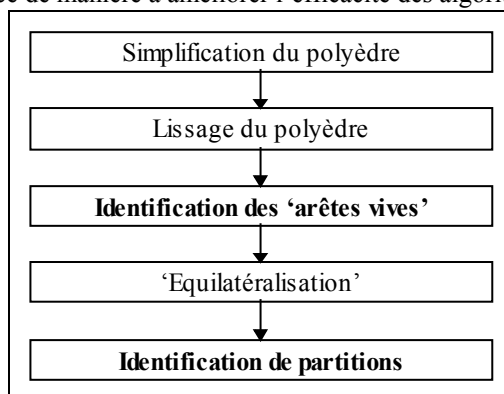 de manière à améliorer l'efficacité des
Simplification du polyèdre
Lissage du polyèdre
Identification des ‘arêtes vives’
‘Equilatéralisation’
Identification de partitions